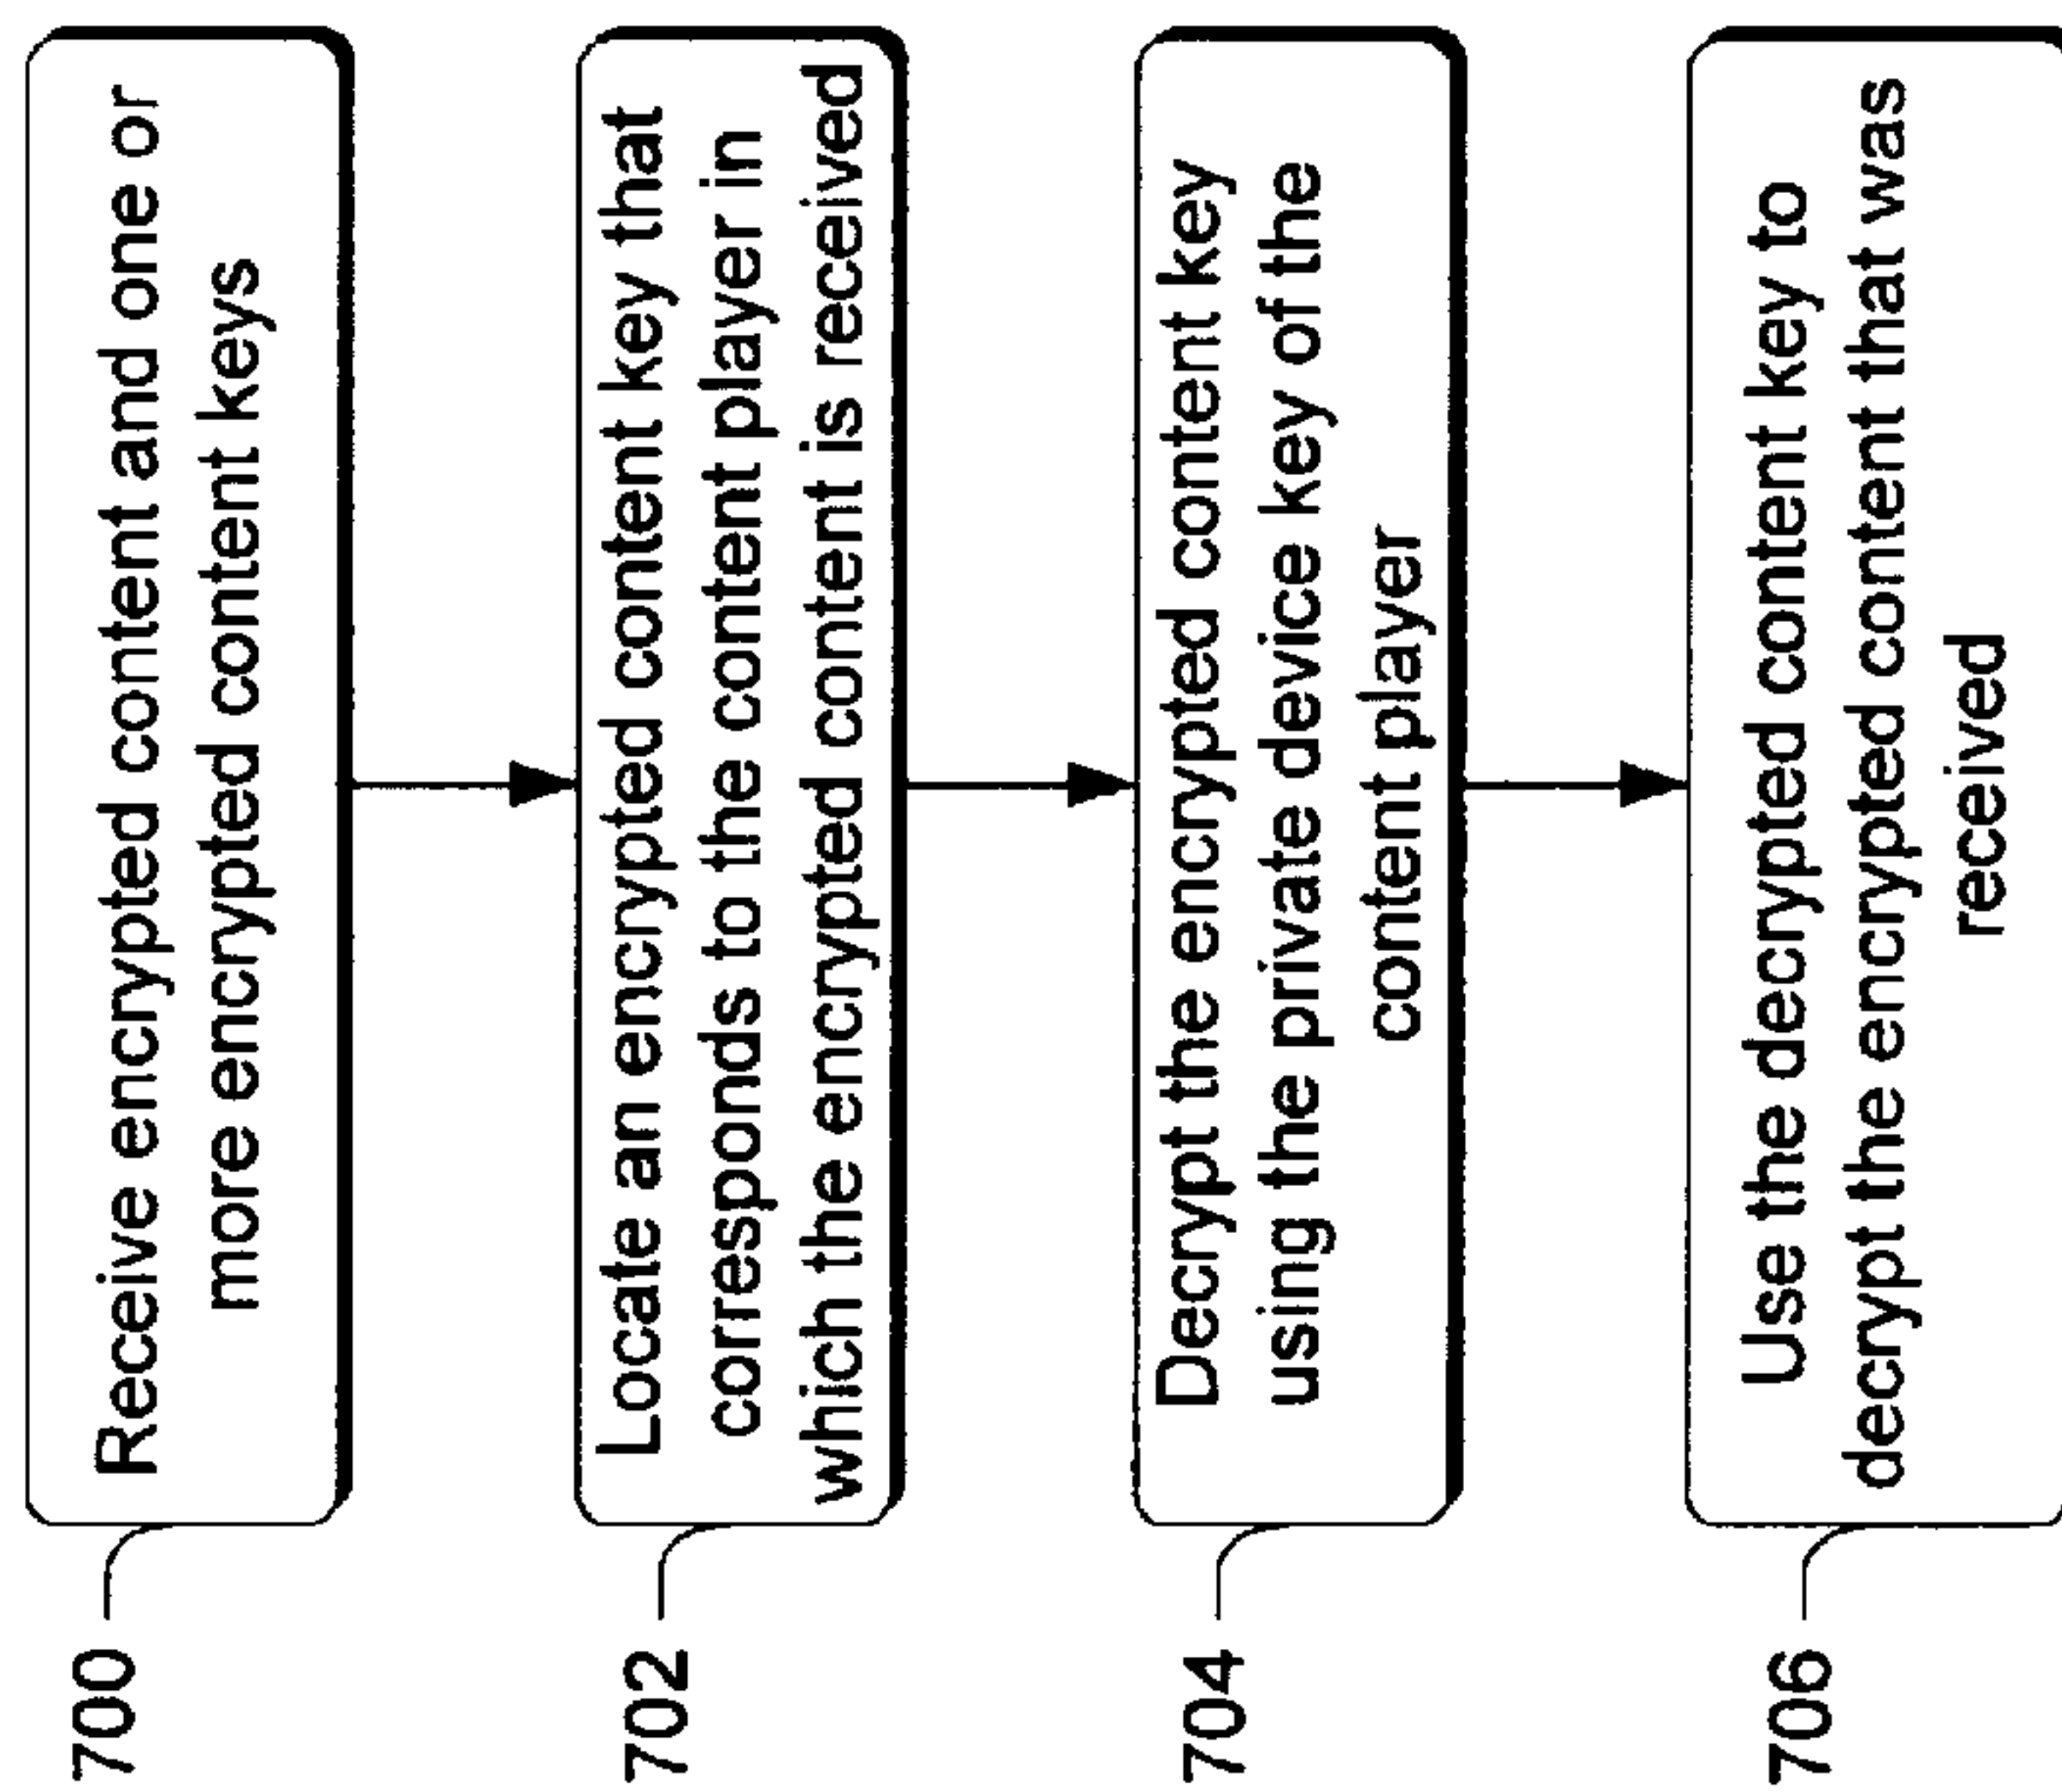 700
Receive encrypted content and one or
more encrypted content keys
702
Locate an encrypted content key that
corresponds to the content player in
which the encrypted content is received
704
Decrypt the encrypted content key
using the private device key of the
content player
706
Use the decrypted content key to
decrypt the encrypted content that was
received